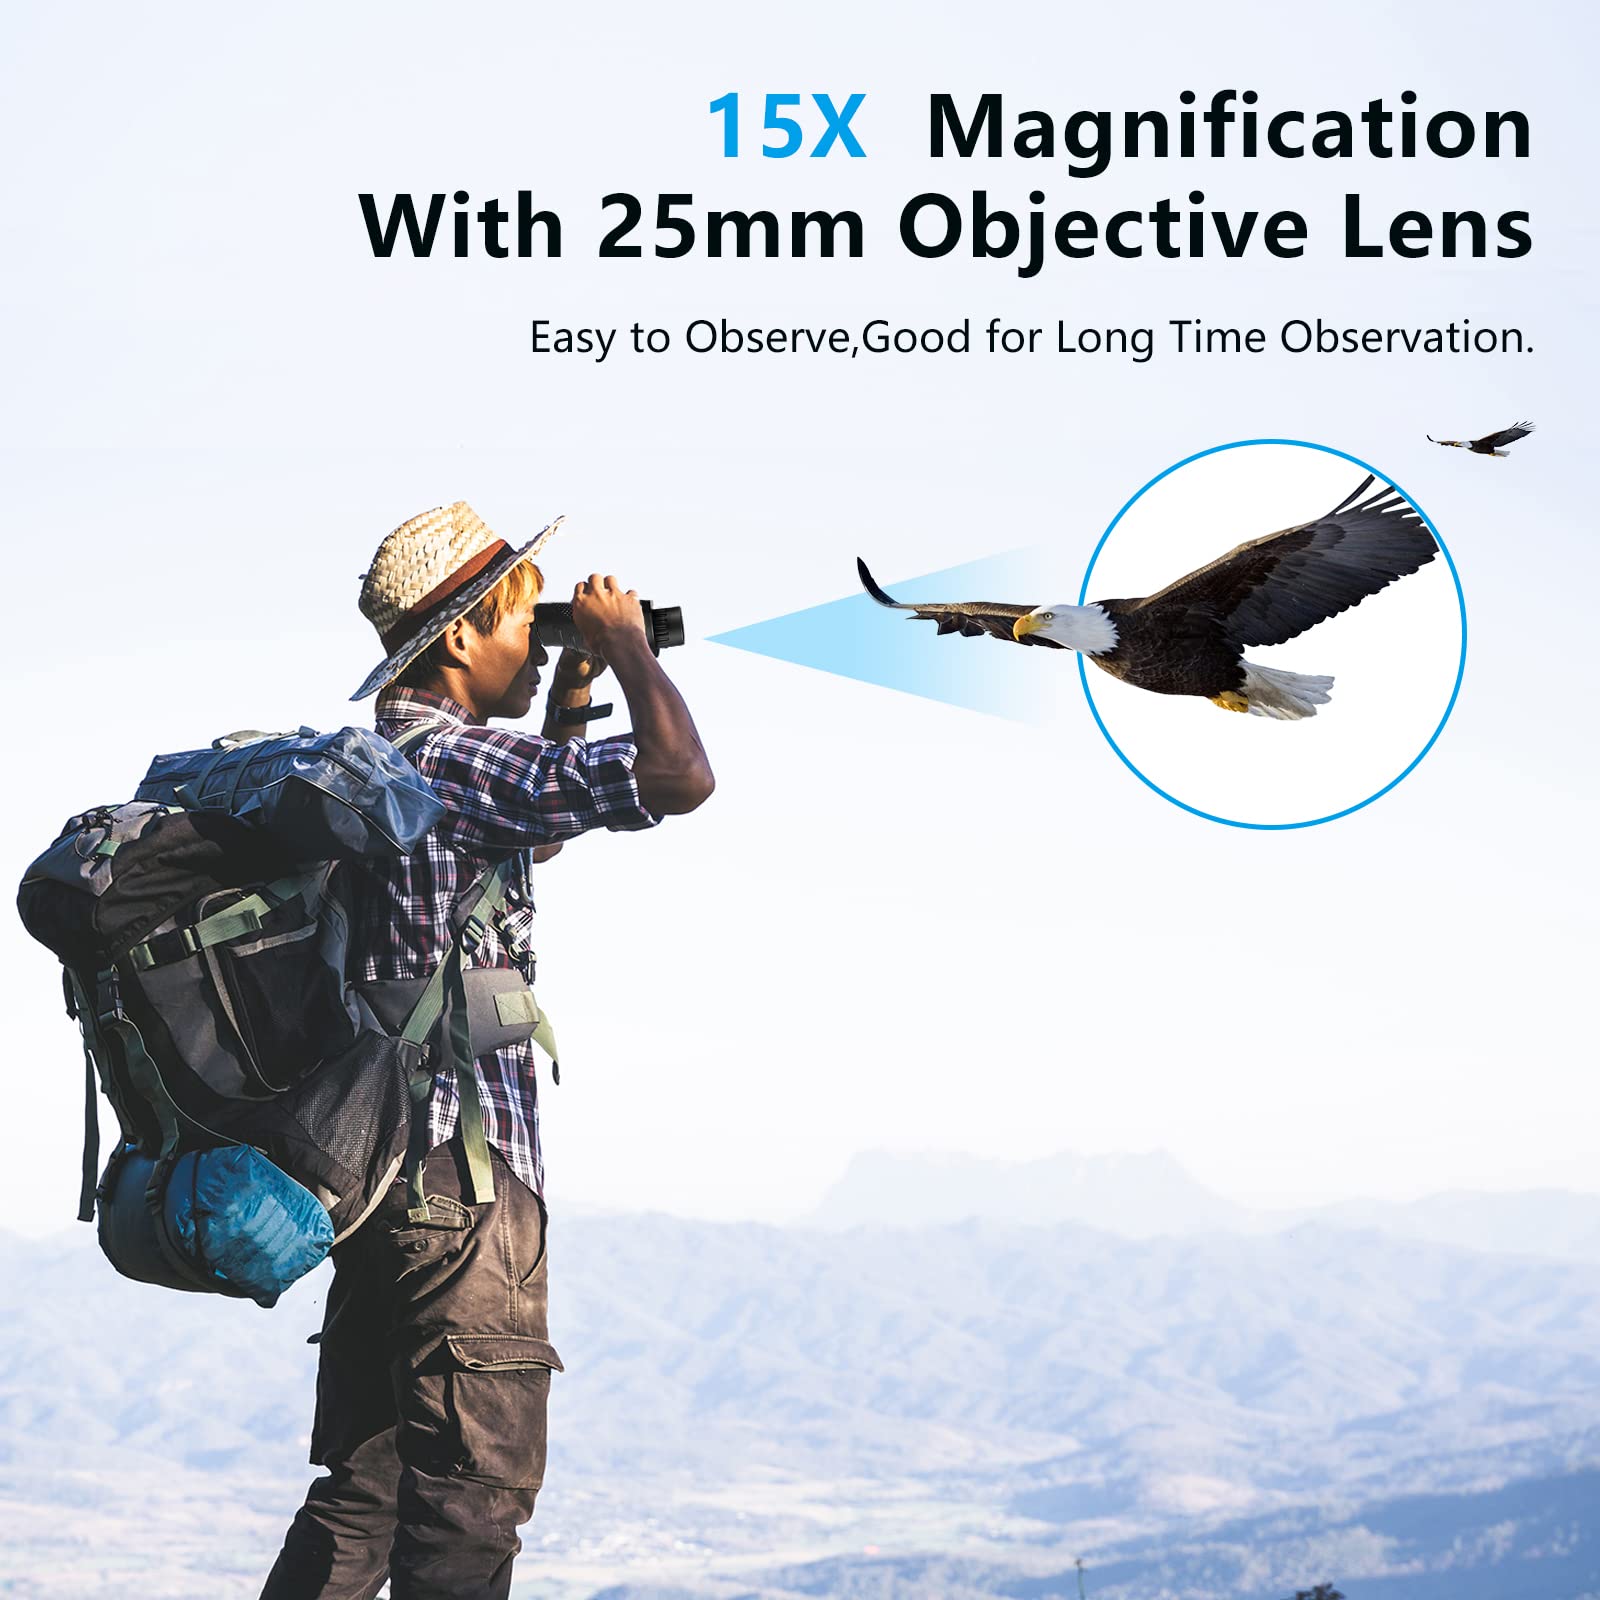 15X Magnification
With 25mm Objective Lens
Easy to Observe,Good for Long Time Observation.